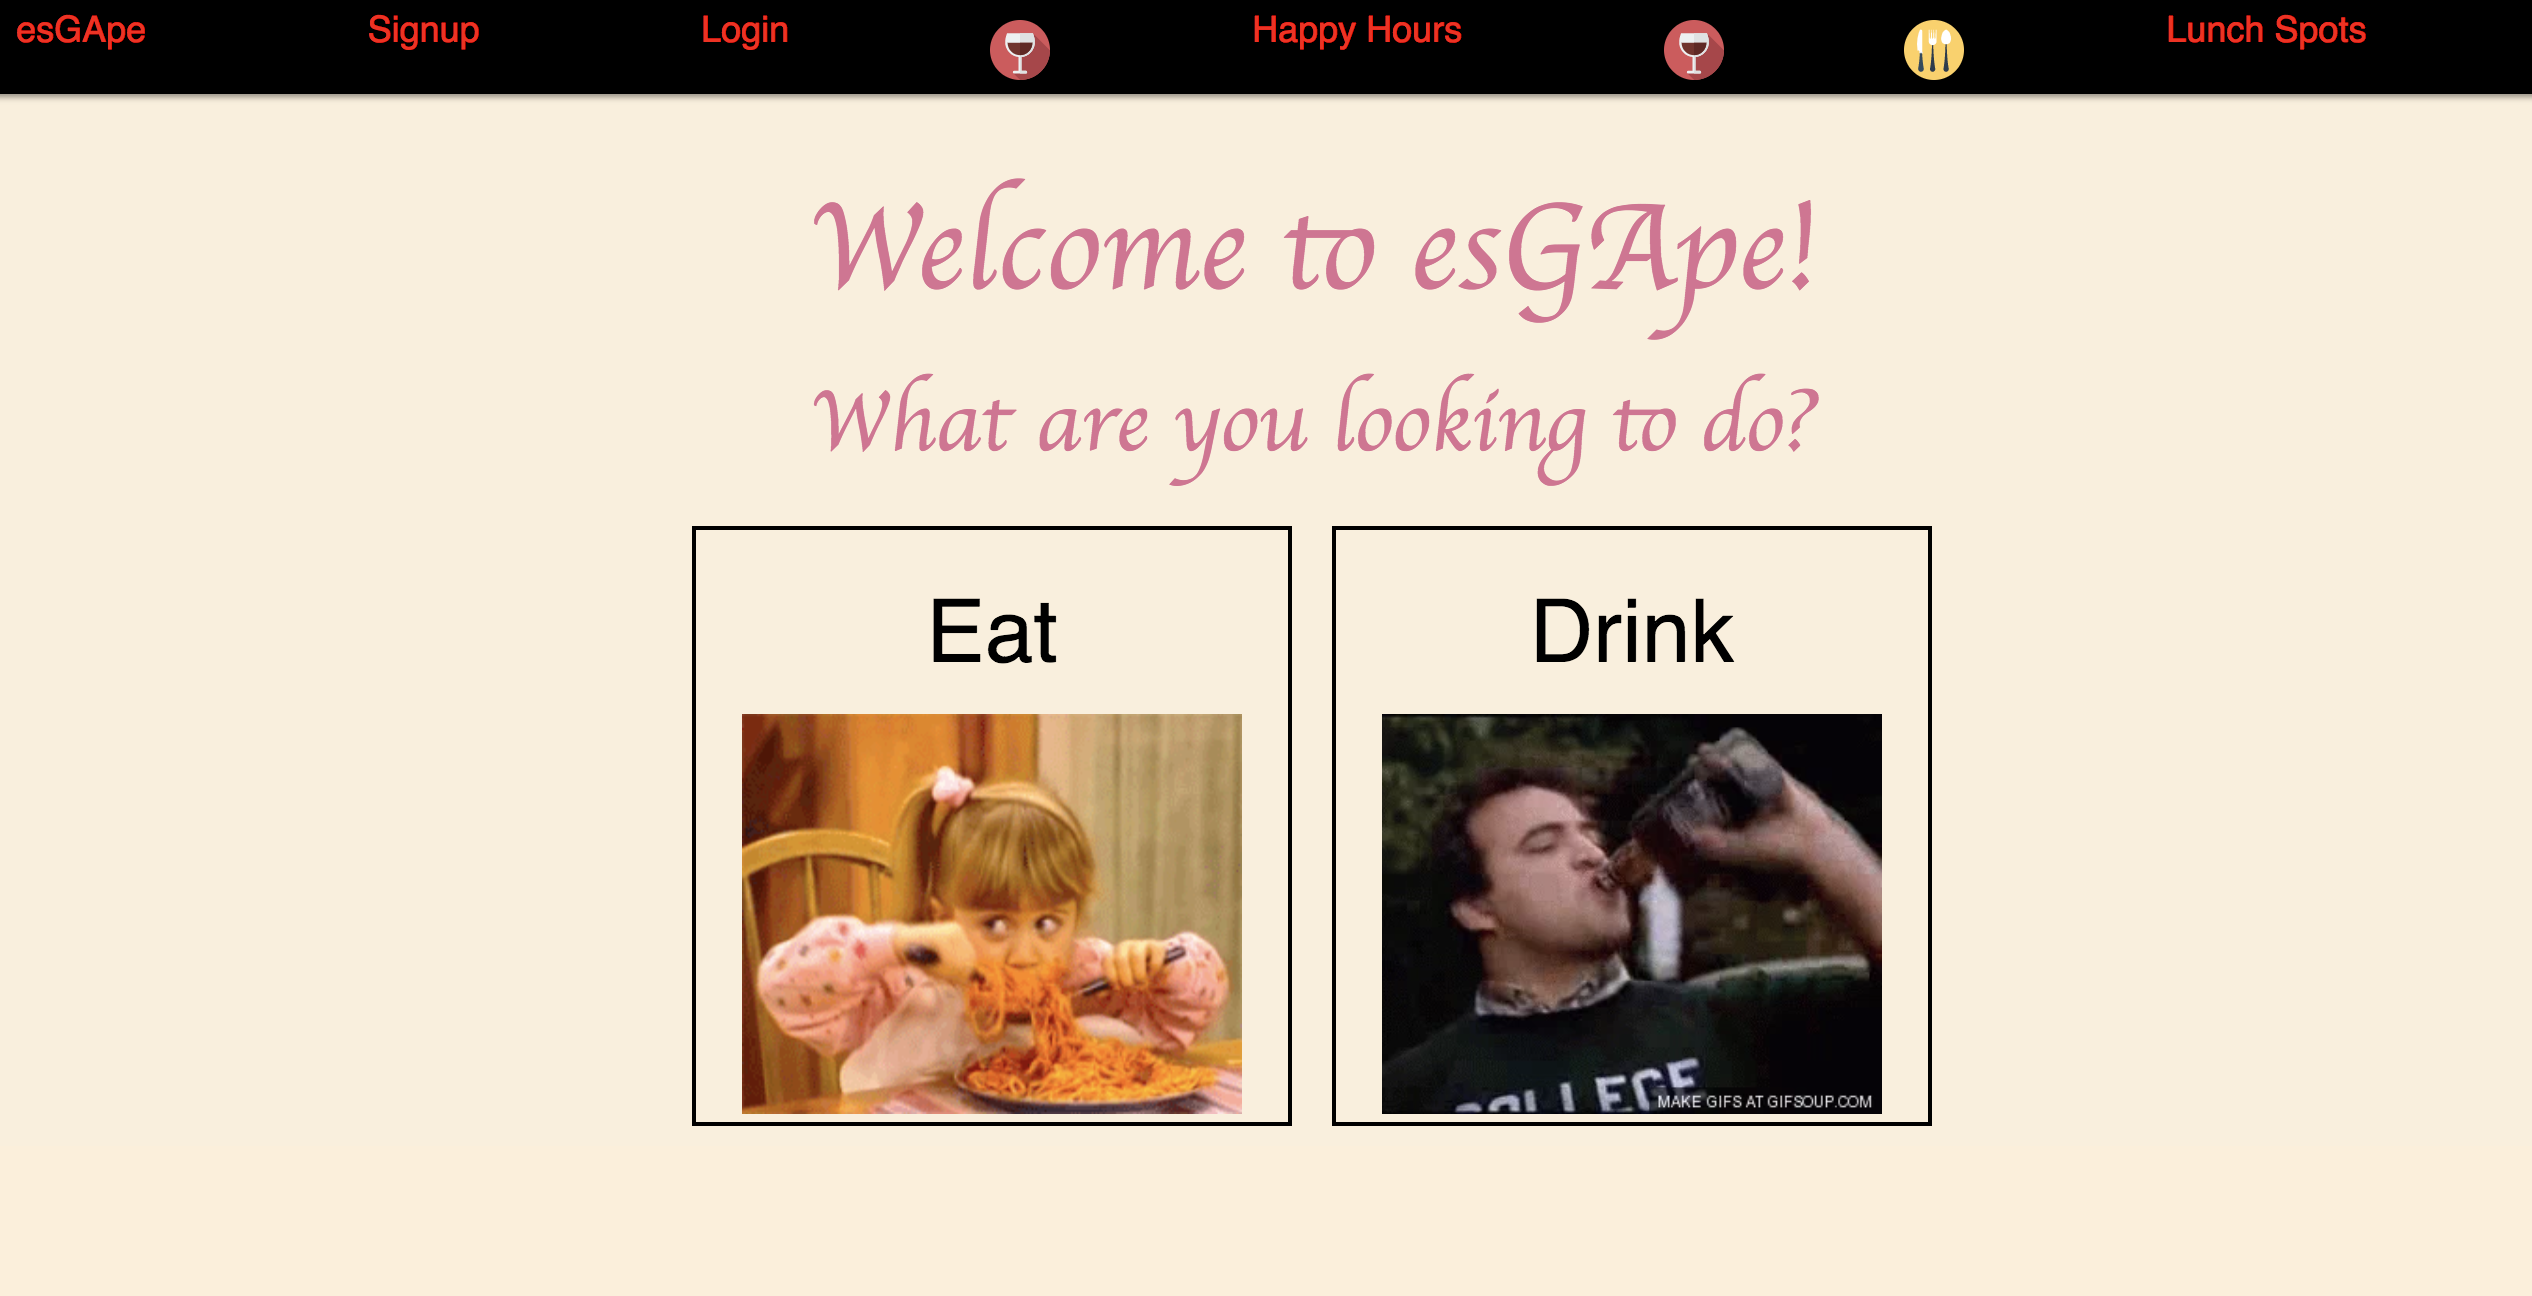 esGApe Signup Login Happy Hours Lunch Spots
Welcome to esGApe!
What are you looking to do?
Eat
Drink
COLLEGE
MAKE GIFS AT GIFSOUP.COM